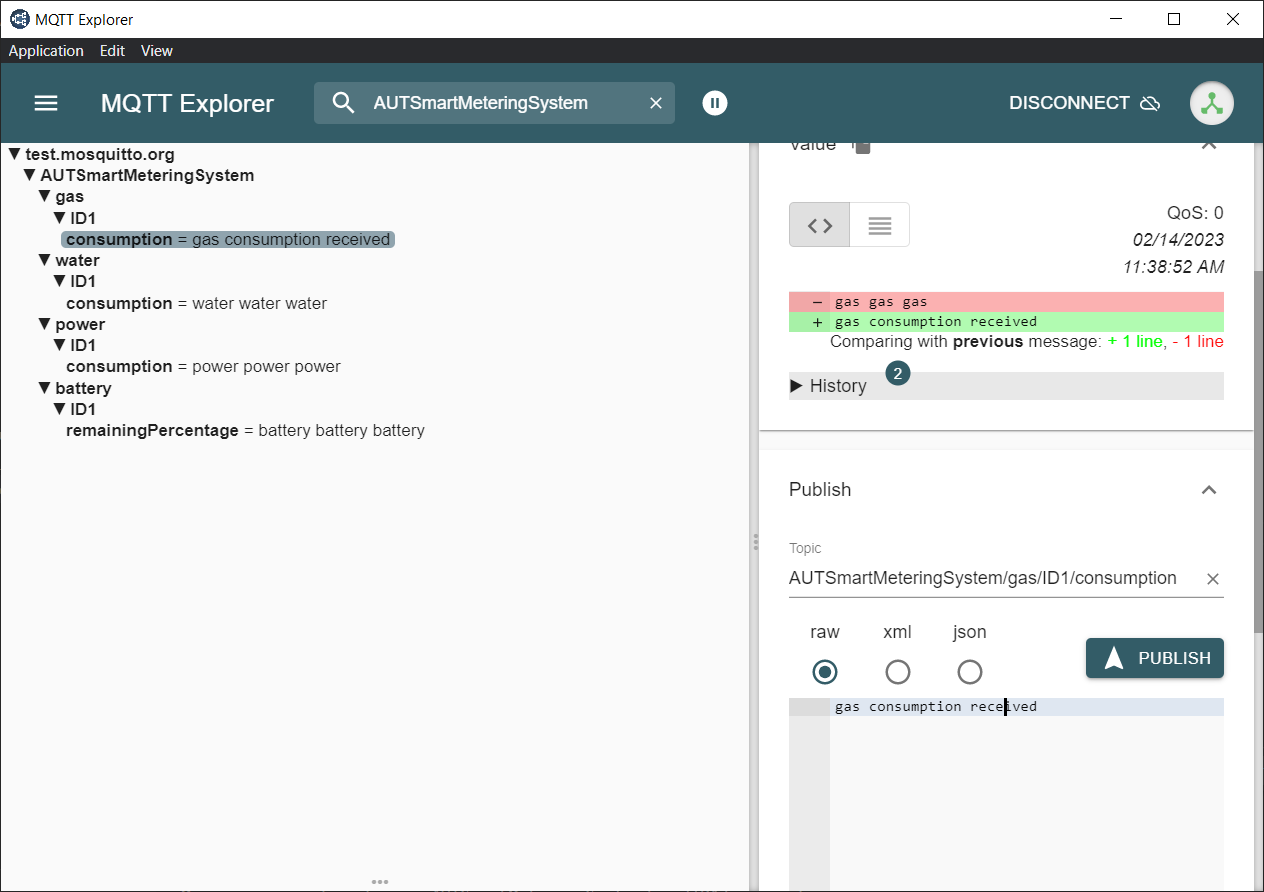 MQTT Explorer
Application Edit View
MQTT Explorer AUTSmartMeteringSystem DISCONNECT
▼ test.mosquitto.org
▼ AUTSmartMeteringSystem
▼ gas
▼ ID1
consumption = gas consumption received
▼ water
▼ ID1
consumption = water water water
▼ power
▼ ID1
consumption = power power power
▼ battery
▼ ID1
remainingPercentage = battery battery battery
Value
QoS: 0
02/14/2023
11:38:52 AM
- gas gas gas
+ gas consumption received
Comparing with previous message: + 1 line, - 1 line
▶ History 2
Publish
Topic
AUTSmartMeteringSystem/gas/ID1/consumption
raw xml json
PUBLISH
gas consumption received